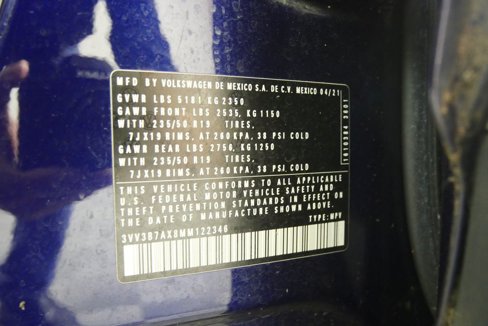 MFD BY VOLKSWAGEN DE MEXICO S.A. DE C.V. MEXICO 04/21
GVWR LBS 5181 KG 2350
GAWR FRONT LBS 2535, KG 1150
WITH 235/50 R19 TIRES,
7JX19 RIMS, AT 260 KPA, 38 PSI COLD
GAWR REAR LBS 2756, KG 1250
WITH 235/50 R19 TIRES,
7JX19 RIMS, AT 260 KPA, 38 PSI COLD
THIS VEHICLE CONFORMS TO ALL APPLICABLE
U.S. FEDERAL MOTOR VEHICLE SAFETY AND
THEFT PREVENTION STANDARDS IN EFFECT ON
THE DATE OF MANUFACTURE SHOWN ABOVE.
3VV3B7AX8MM122346 TYPE: MPV